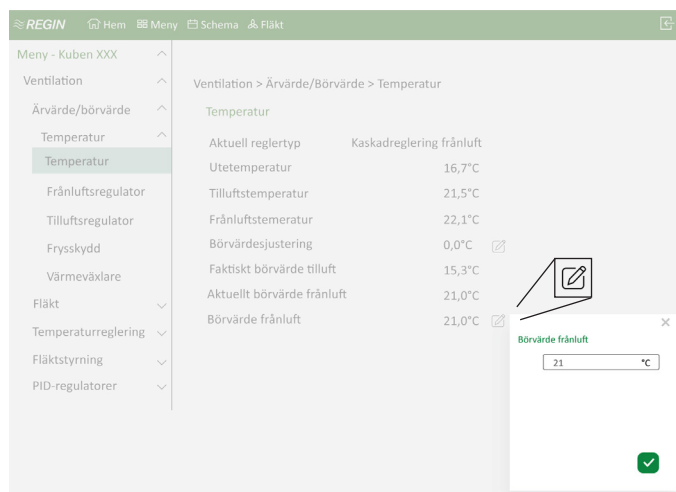 REGIN Hem Meny Schema Fläkt
Meny - Kuben XXX
Ventilation
Ärvärde/börvärde
Temperatur
Temperatur
Frånluftsregulator
Tilluftsregulator
Frysskydd
Värmeväxlare
Fläkt
Temperaturreglering
Fläktstyrning
PID-regulatorer
Ventilation > Ärvärde/Börvärde > Temperatur
Temperatur
Aktuell reglertyp Kaskadreglering frånluft
Utetemperatur 16,7°C
Tilluftstemperatur 21,5°C
Frånluftstemeratur 22,1°C
Börvärdesjustering 0,0°C
Faktiskt börvärde tilluft 15,3°C
Aktuellt börvärde frånluft 21,0°C
Börvärde frånluft 21,0°C
Börvärde frånluft
21 °C